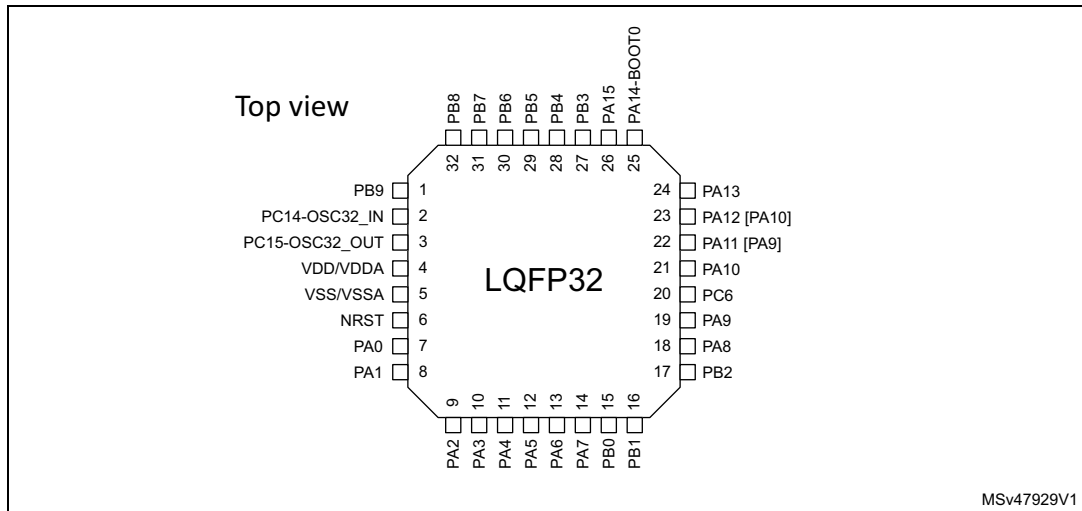 Top view
PB8 PB7 PB6 PB5 PB4 PB3 PA15 PA14-BOOT0
32 31 30 29 28 27 26 25
PB9 1 24 PA13
PC14-OSC32_IN 2 23 PA12 [PA10]
PC15-OSC32_OUT 3 22 PA11 [PA9]
VDD/VDDA 4 21 PA10
LQFP32
VSS/VSSA 5 20 PC6
NRST 6 19 PA9
PA0 7 18 PA8
PA1 8 17 PB2
9 10 11 12 13 14 15 16
PA2 PA3 PA4 PA5 PA6 PA7 PB0 PB1
MSv47929V1